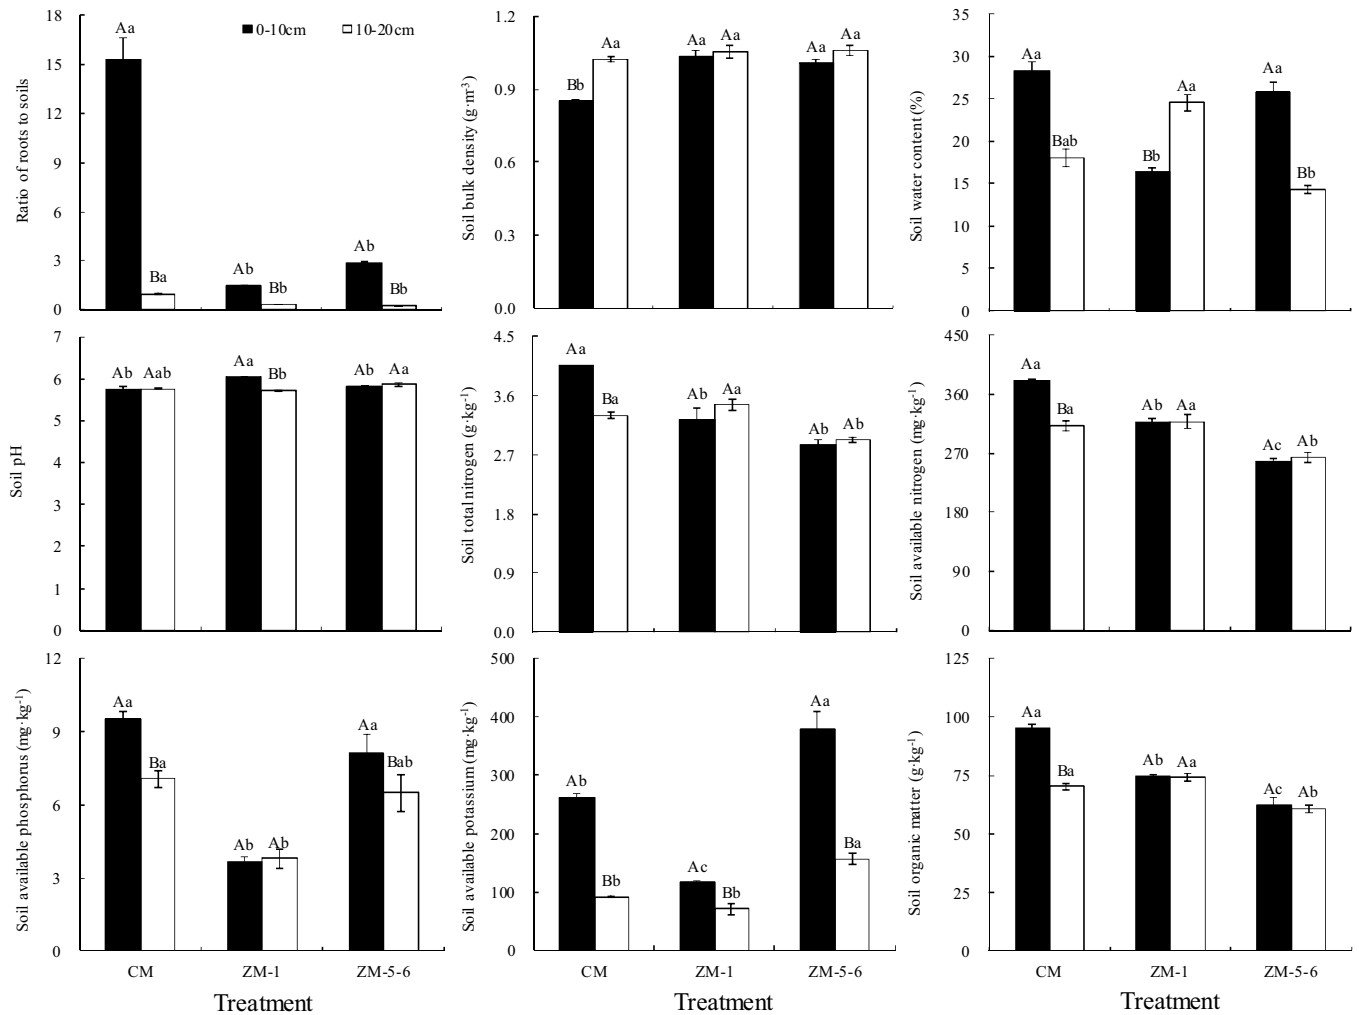 Ratio of roots to soils
18
15
12
9
6
3
0
0-10cm 10-20cm
Aa Ba Ab Bb Ab Bb
Soil bulk density (g·m-³)
1.2
0.9
0.6
0.3
0.0
Bb Aa Aa Aa Aa Aa
Soil water content (%)
35
30
25
20
15
10
5
0
Aa Bab Bb Aa Aa Bb
Soil pH
7
6
5
4
3
2
1
0
Ab Aab Aa Bb Ab Aa
Soil total nitrogen (g·kg-1)
4.5
3.6
2.7
1.8
0.9
0.0
Aa Ba Ab Aa Ab Ab
Soil available nitrogen (mg·kg-1)
450
360
270
180
90
0
Aa Ba Ab Aa Ac Ab
Soil available phosphorus (mg·kg-1)
12
9
6
3
0
Aa Ba Ab Ab Aa Bab
CM ZM-1 ZM-5-6
Treatment
Soil available potassium (mg·kg-1)
500
400
300
200
100
0
Ab Bb Ac Bb Aa Ba
CM ZM-1 ZM-5-6
Treatment
Soil organic matter (g·kg-1)
125
100
75
50
25
0
Aa Ba Ab Aa Ac Ab
CM ZM-1 ZM-5-6
Treatment